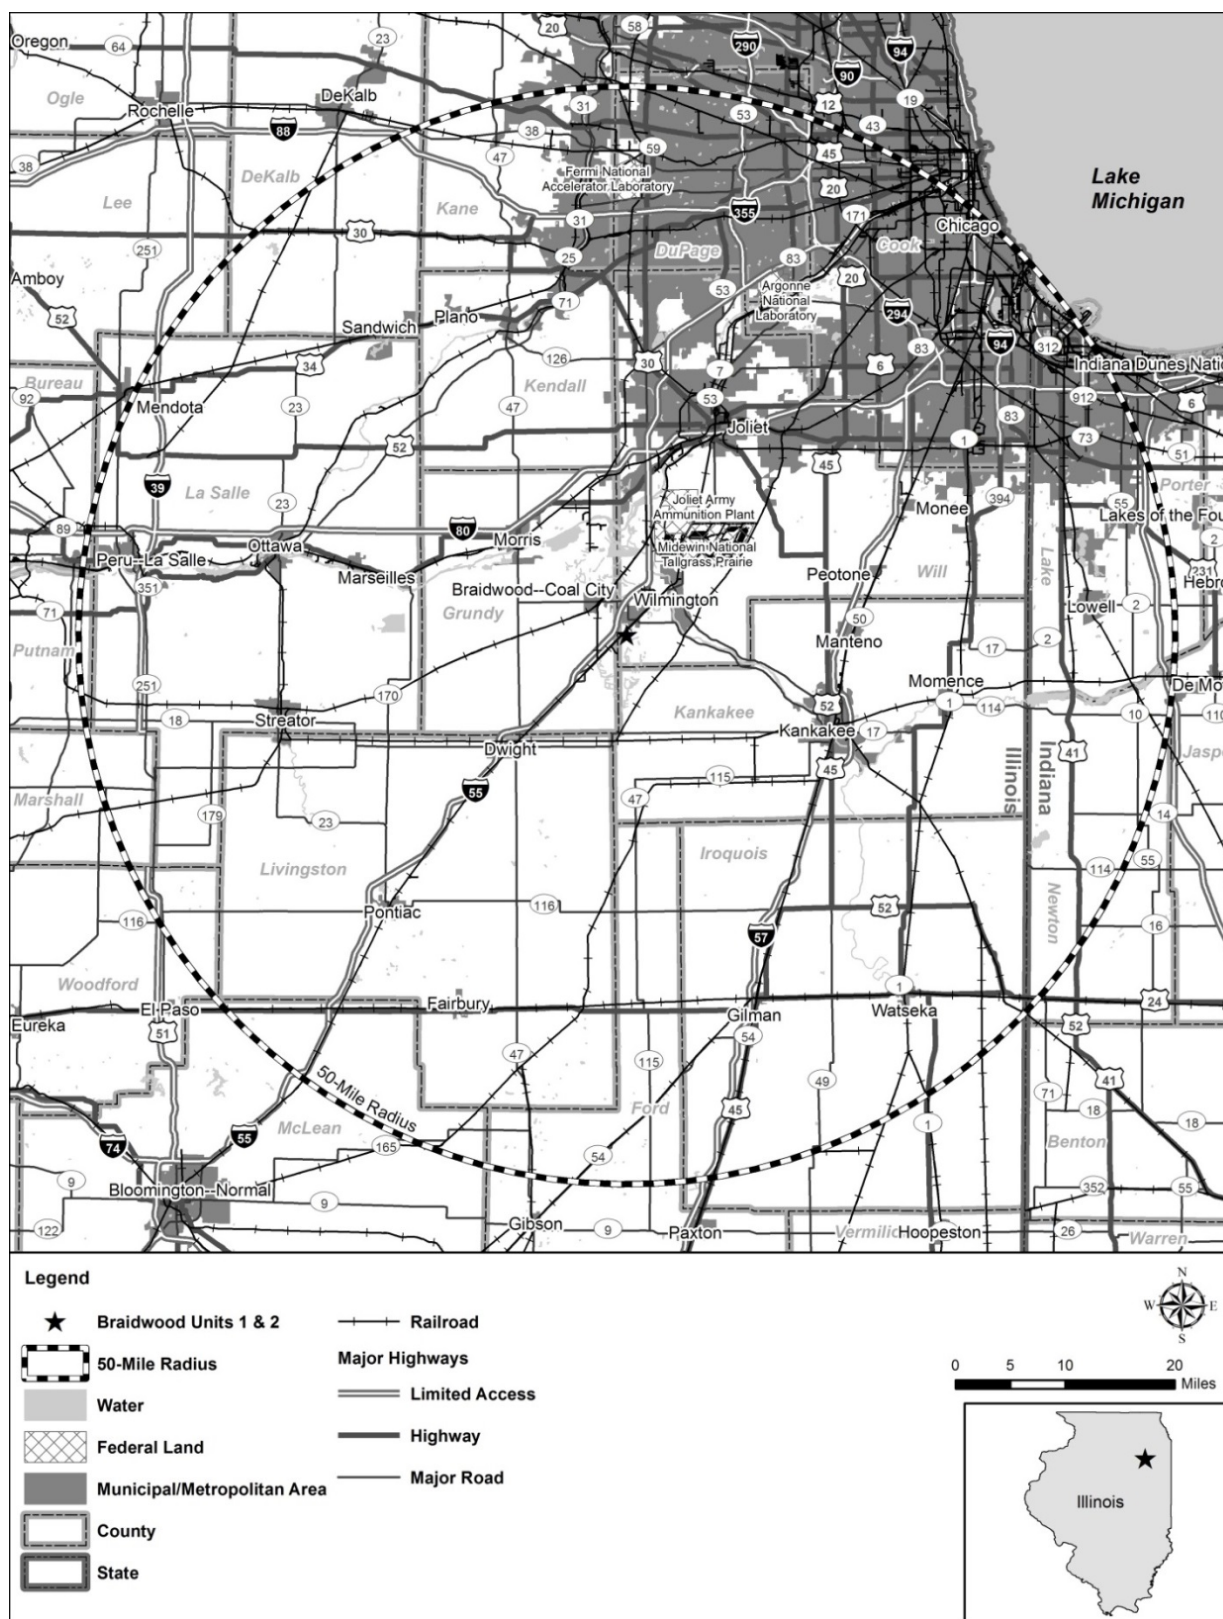 20
58
290
94
Oregon
64
23
90
Ogle
DeKalb
Rochelle
31
12
19
53
43
88
38
47
38
59
45
Fermi National
Accelerator Laboratory
DeKalb
20
Lake
Michigan
Lee
Kane
31
355
171
Chicago
30
251
25
DuPage
83
Cook
20
Amboy
53
Argonne
National
Laboratory
52
71
294
Sandwich
Plano
94
312
83
126
30
34
6
Indiana Dunes Nati
Bureau
Kendall
7
92
Mendota
23
47
53
912
6
83
Joliet
52
1
73
51
45
39
La Salle
23
Joliet Army
Ammunition Plant
394
55
Porter
Monee
Lakes of the Fou
89
80
Morris
2
Ottawa
Midewin National
Tallgrass Prairie
Lake
Peru--La Salle
Marseilles
Peotone
Will
231
Hebro
351
Braidwood--Coal City
Wilmington
Lowell
2
71
Grundy
50
Putnam
Manteno
2
17
251
170
Momence
De Mot
Kankakee
52
1
114
18
Streator
10
110
Kankakee
17
Dwight
41
Illinois
Indiana
Jaspe
45
115
Marshall
55
47
179
23
14
Livingston
Iroquois
55
114
Pontiac
116
52
Newton
116
16
57
Woodford
El Paso
Fairbury
1
24
Eureka
Gilman
Watseka
51
52
54
47
115
50-Mile Radius
49
41
Ford
71
45
18
McLean
55
1
18
74
165
Benton
54
9
Bloomington--Normal
352
55
9
122
Gibson
9
Paxton
Vermilio
Hoopeston
26
Warren
Legend
N
W E
S
Braidwood Units 1 & 2
Railroad
50-Mile Radius
Major Highways
0 5 10 20
Miles
Water
Limited Access
Federal Land
Highway
Municipal/Metropolitan Area
Major Road
County
State
Illinois